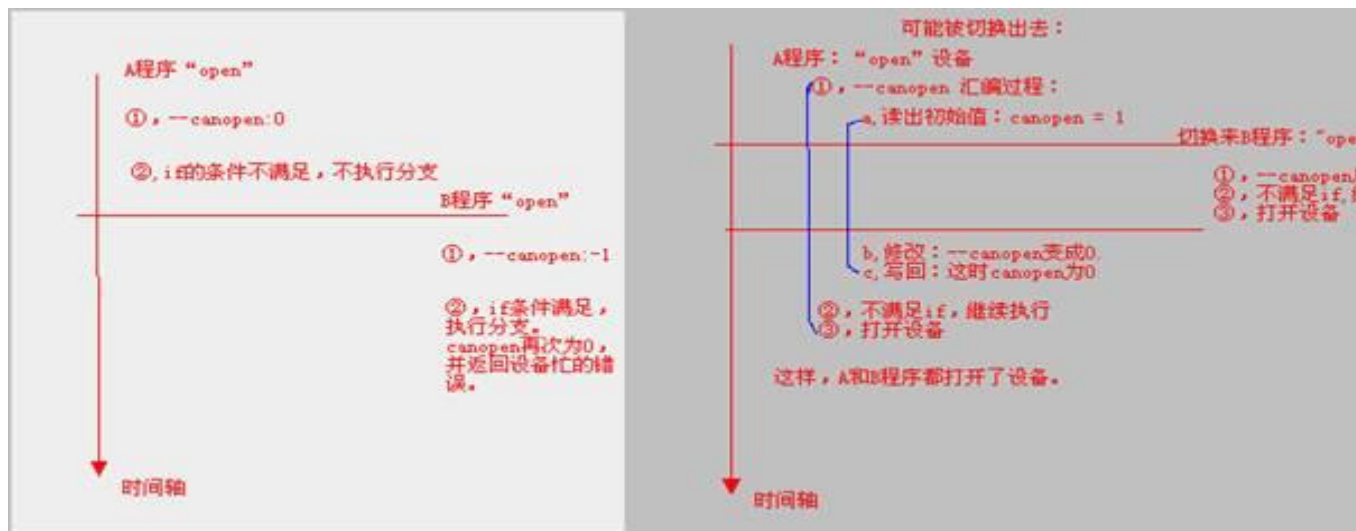 A程序“open”
①,--canopen:0
②,if的条件不满足,不执行分支
B程序“open”
①,--canopen:-1
②,if条件满足,
执行分支。
canopen再次为0,
并返回设备忙的错
误。
时间轴
可能被切换出去:
A程序:“open”设备
①,--canopen 汇编过程:
a,读出初始值:canopen = 1
切换来B程序:“ope
①,--canopen
②,不满足if,
③,打开设备
b,修改:--canopen变成0.
c,写回:这时canopen为0
②,不满足if,继续执行
③,打开设备
这样,A和B程序都打开了设备。
时间轴